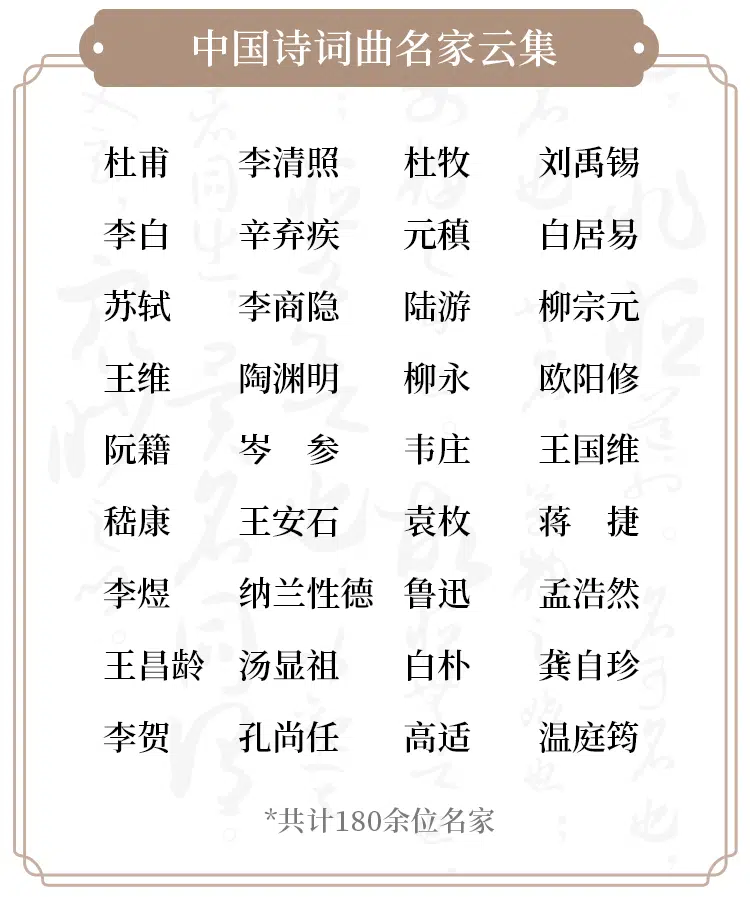 中国诗词曲名家云集
杜甫 李清照 杜牧 刘禹锡
李白 辛弃疾 元稹 白居易
苏轼 李商隐 陆游 柳宗元
王维 陶渊明 柳永 欧阳修
阮籍 岑　参 韦庄 王国维
嵇康 王安石 袁枚 蒋　捷
李煜 纳兰性德 鲁迅 孟浩然
王昌龄 汤显祖 白朴 龚自珍
李贺 孔尚任 高适 温庭筠
*共计180余位名家